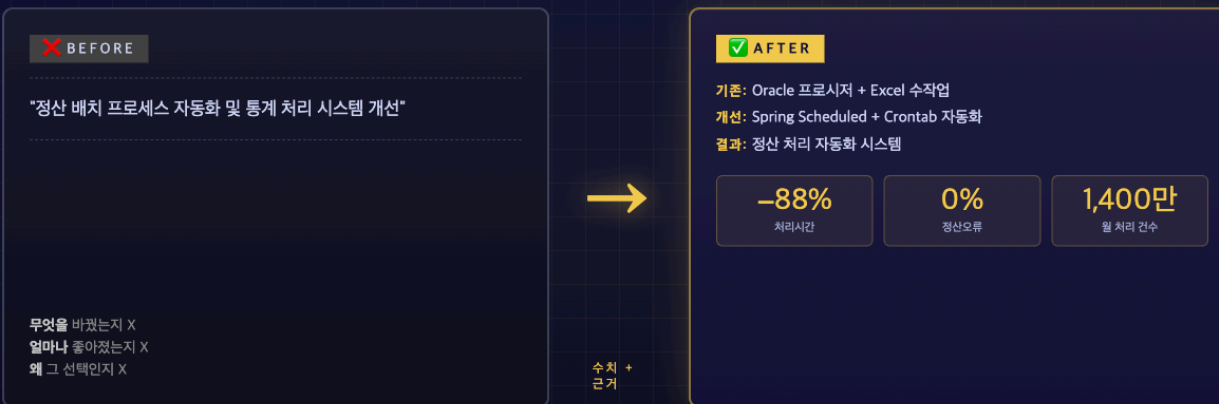 ❌ BEFORE
"정산 배치 프로세스 자동화 및 통계 처리 시스템 개선"
무엇을 바꿨는지 X
얼마나 좋아졌는지 X
왜 그 선택인지 X
→
수치 +
근거
✅ AFTER
기존: Oracle 프로시저 + Excel 수작업
개선: Spring Scheduled + Crontab 자동화
결과: 정산 처리 자동화 시스템
–88%
처리시간
0%
정산오류
1,400만
월 처리 건수